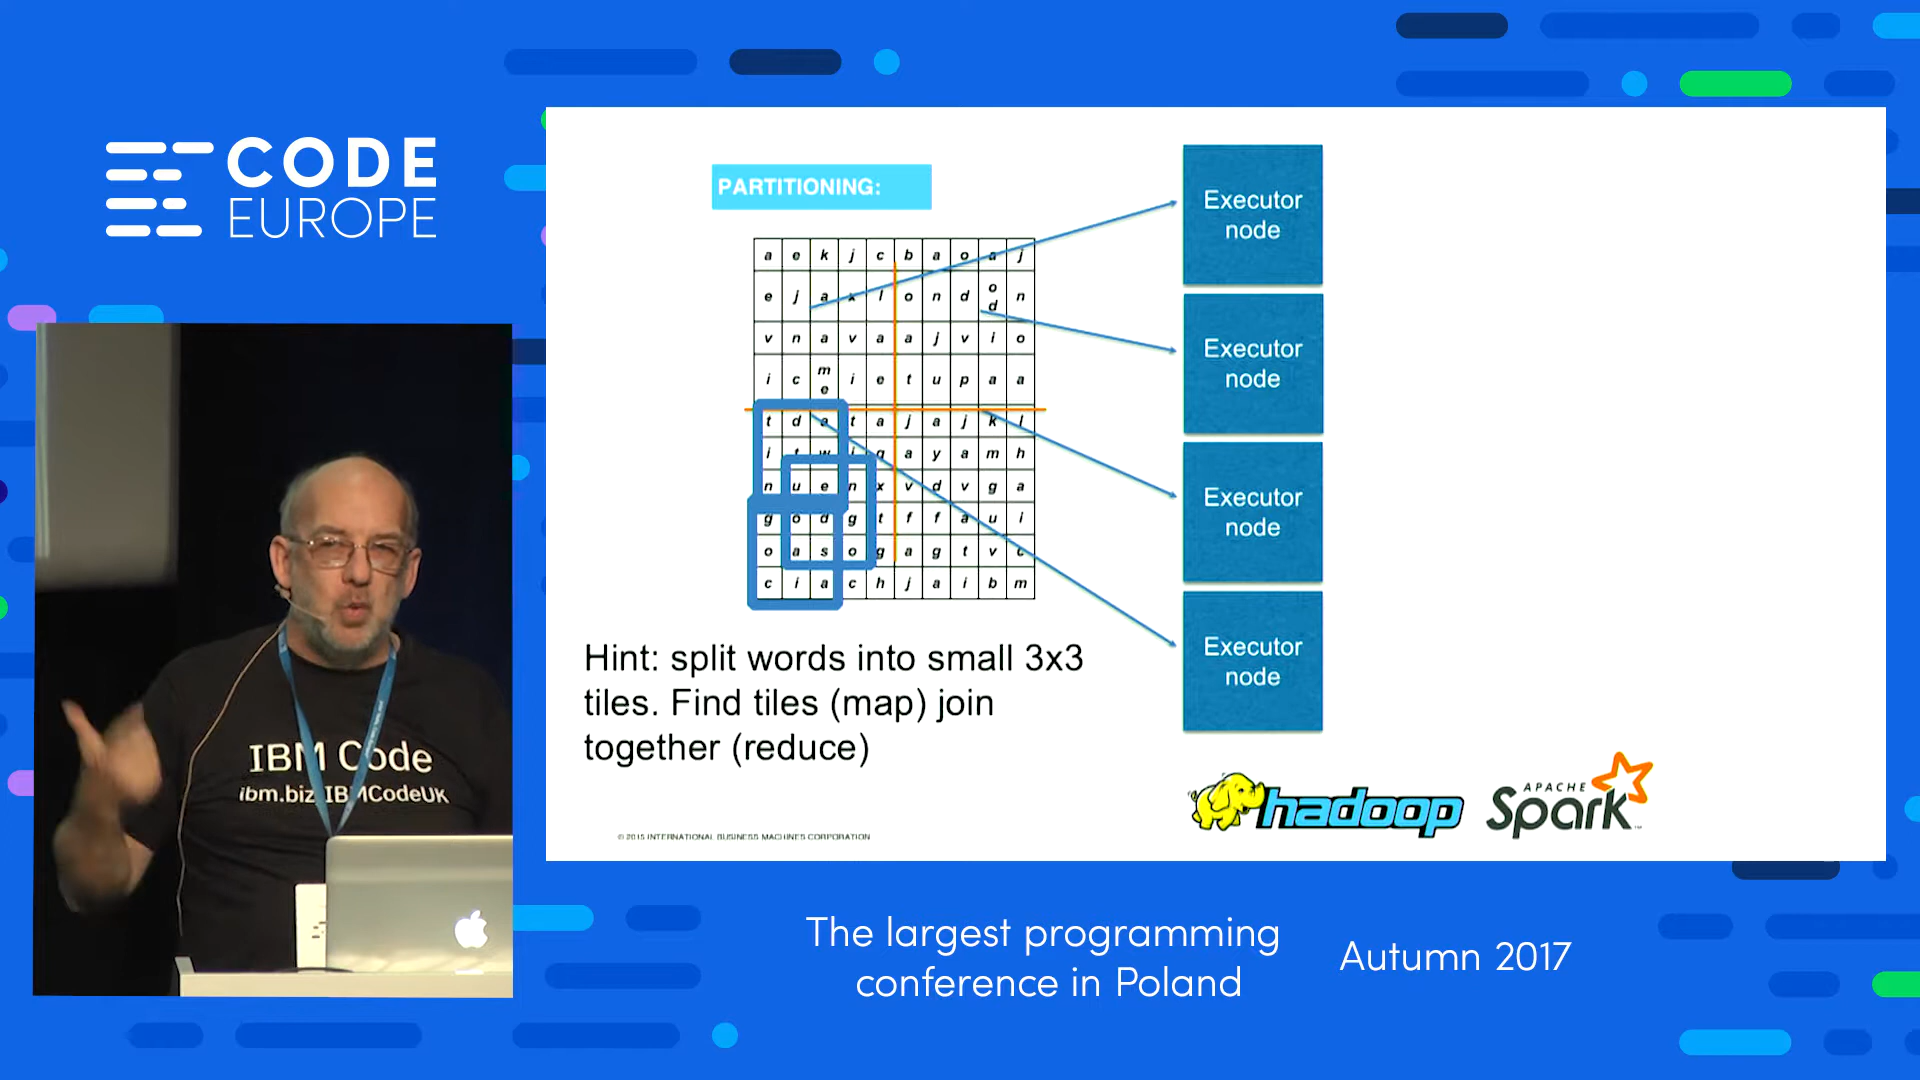 CODE
EUROPE
PARTITIONING:
a e k j c b a o a j
e j a x l o n d o d n
v n a v a a j v i o
i c m e i e t u p a a
t d a t a j a j k l
i t w i g a y a m h
n u e n x v d v g a
g o d g t f f a u i
o a s o g a g t v c
c i a c h j a i b m
Executor
node
Executor
node
Executor
node
Executor
node
Hint: split words into small 3x3
tiles. Find tiles (map) join
together (reduce)
© 2015 INTERNATIONAL BUSINESS MACHINES CORPORATION
hadoop
APACHE
Spark
IBM Code
ibm.biz/IBMCodeUK
The largest programming
conference in Poland
Autumn 2017